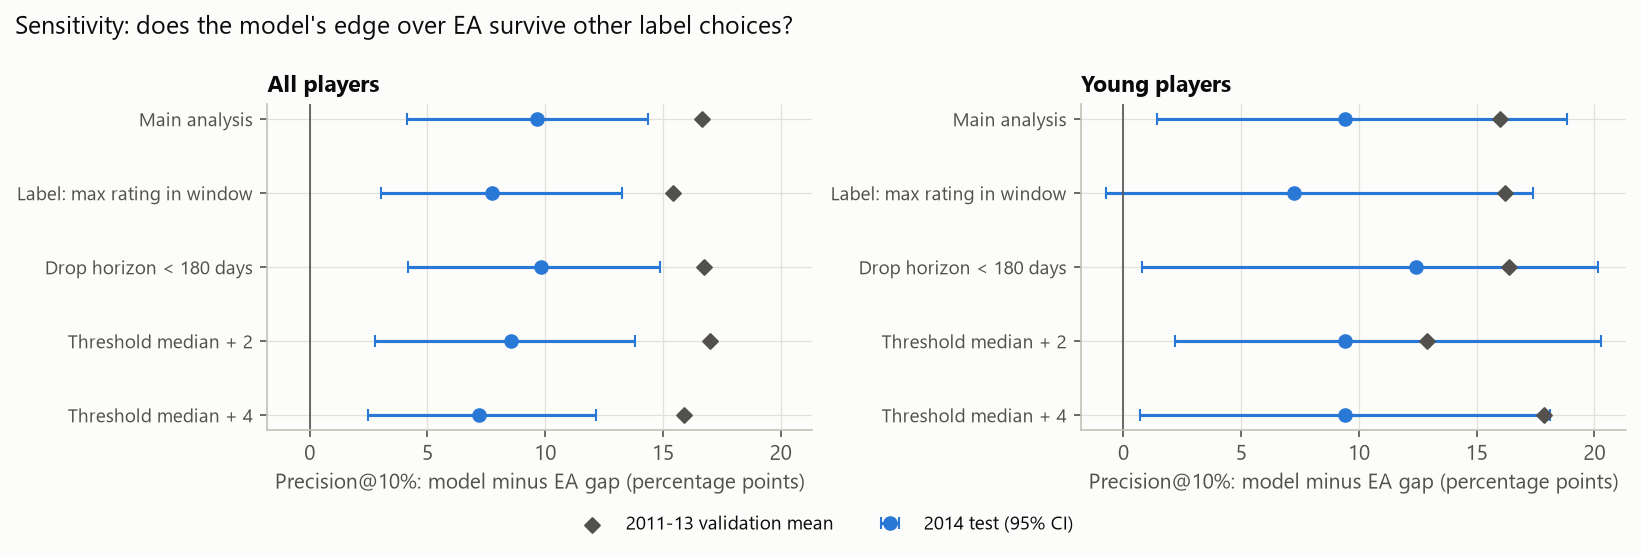 Sensitivity: does the model's edge over EA survive other label choices?
All players
Main analysis
Label: max rating in window
Drop horizon < 180 days
Threshold median + 2
Threshold median + 4
0 5 10 15 20
Precision@10%: model minus EA gap (percentage points)
Young players
Main analysis
Label: max rating in window
Drop horizon < 180 days
Threshold median + 2
Threshold median + 4
0 5 10 15 20
Precision@10%: model minus EA gap (percentage points)
2011-13 validation mean
2014 test (95% CI)